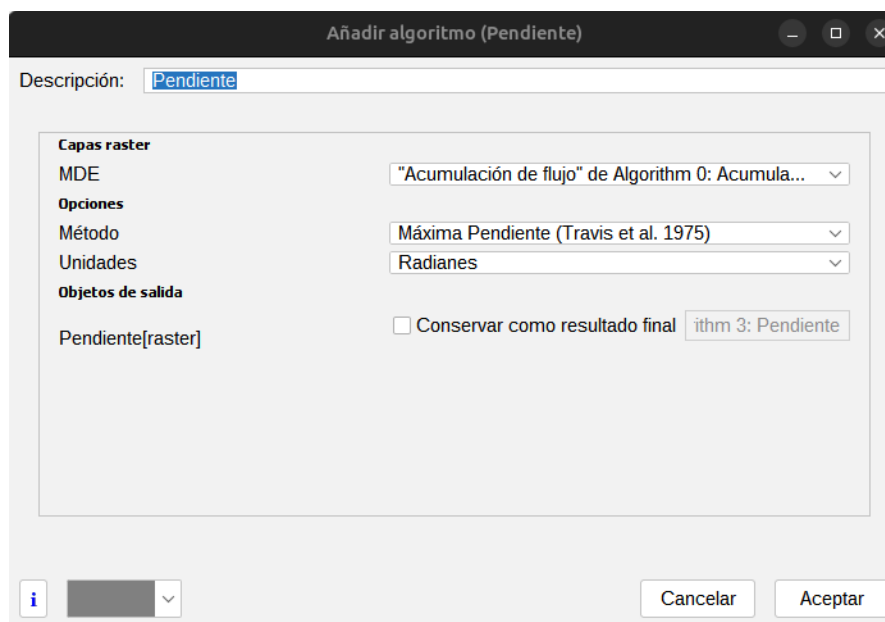 Añadir algoritmo (Pendiente)
Descripción: Pendiente
Capas raster
MDE "Acumulación de flujo" de Algorithm 0: Acumula...
Opciones
Método Máxima Pendiente (Travis et al. 1975)
Unidades Radianes
Objetos de salida
Pendiente[raster] Conservar como resultado final ithm 3: Pendiente
i Cancelar Aceptar